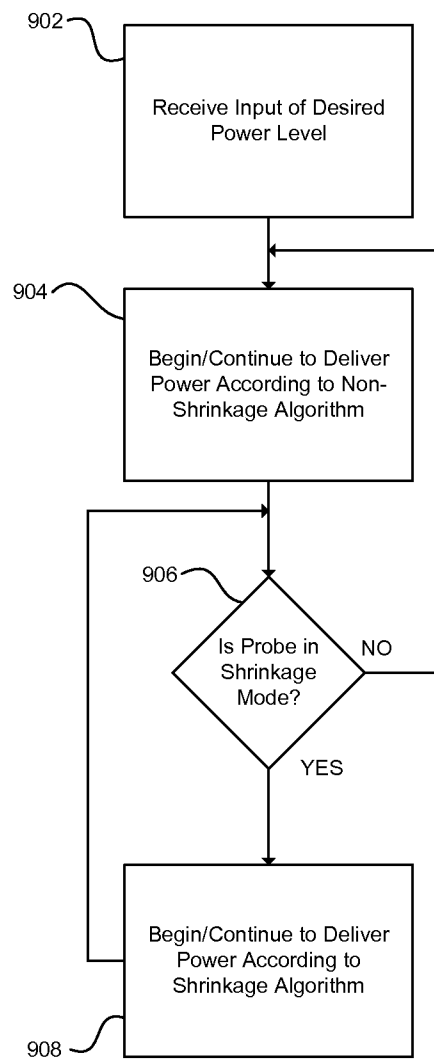 902
Receive Input of Desired
Power Level
904
Begin/Continue to Deliver
Power According to Non-
Shrinkage Algorithm
906
Is Probe in
Shrinkage
Mode?
NO
YES
Begin/Continue to Deliver
Power According to
Shrinkage Algorithm
908